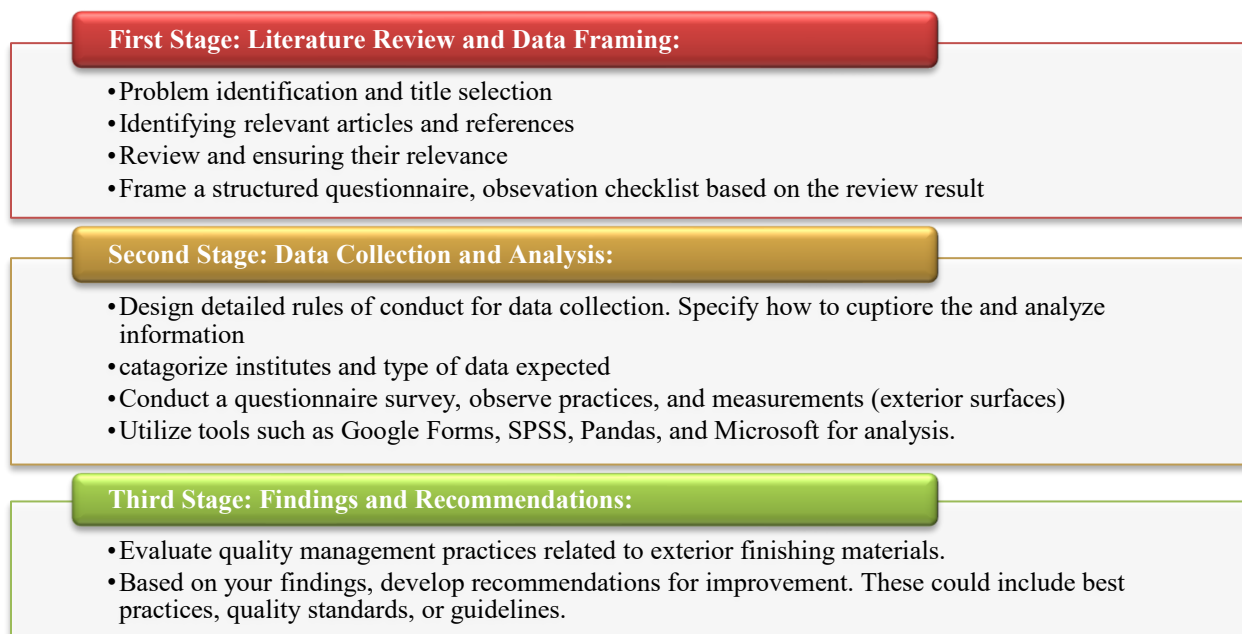 First Stage: Literature Review and Data Framing:
•Problem identification and title selection
•Identifying relevant articles and references
•Review and ensuring their relevance
•Frame a structured questionnaire, obsevation checklist based on the review result
Second Stage: Data Collection and Analysis:
•Design detailed rules of conduct for data collection. Specify how to cuptiore the and analyze
information
•catagorize institutes and type of data expected
•Conduct a questionnaire survey, observe practices, and measurements (exterior surfaces)
•Utilize tools such as Google Forms, SPSS, Pandas, and Microsoft for analysis.
Third Stage: Findings and Recommendations:
•Evaluate quality management practices related to exterior finishing materials.
•Based on your findings, develop recommendations for improvement. These could include best
practices, quality standards, or guidelines.